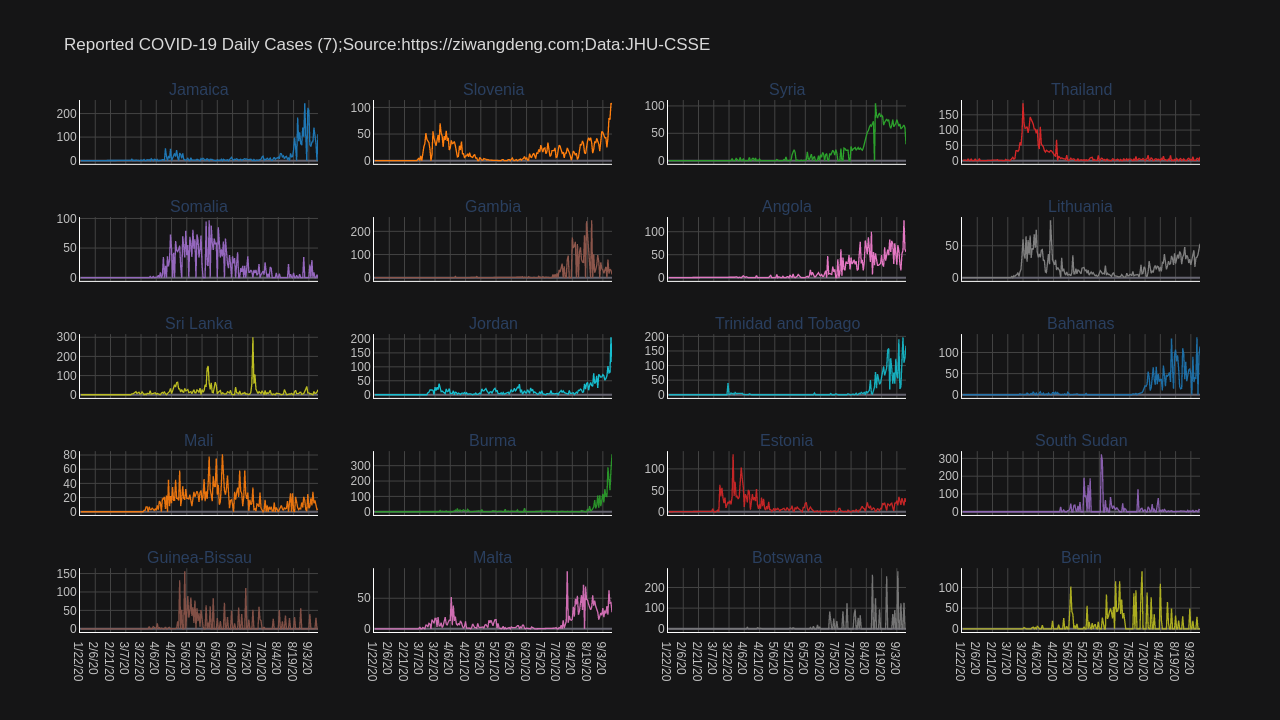 Reported COVID-19 Daily Cases (7);Source:https://ziwangdeng.com;Data:JHU-CSSE
Jamaica Slovenia Syria Thailand
200 100 0
100 50 0
100 50 0
150 100 50 0
Somalia Gambia Angola Lithuania
100 50 0
200 100 0
100 50 0
50 0
Sri Lanka Jordan Trinidad and Tobago Bahamas
300 200 100 0
200 150 100 50 0
200 150 100 50 0
100 50 0
Mali Burma Estonia South Sudan
80 60 40 20 0
300 200 100 0
100 50 0
300 200 100 0
Guinea-Bissau Malta Botswana Benin
150 100 50 0
50 0
200 100 0
100 50 0
1/22/20 2/6/20 3/7/20 3/22/20 4/6/20 4/21/20 5/6/20 5/21/20 6/5/20 6/20/20 7/5/20 7/20/20 8/4/20 8/19/20 9/3/20
1/22/20 2/6/20 3/7/20 3/22/20 4/6/20 4/21/20 5/6/20 5/21/20 6/5/20 6/20/20 7/5/20 7/20/20 8/4/20 8/19/20 9/3/20
1/22/20 2/6/20 3/7/20 3/22/20 4/6/20 4/21/20 5/6/20 5/21/20 6/5/20 6/20/20 7/5/20 7/20/20 8/4/20 8/19/20 9/3/20
1/22/20 2/6/20 3/7/20 3/22/20 4/6/20 4/21/20 5/6/20 5/21/20 6/5/20 6/20/20 7/5/20 7/20/20 8/4/20 8/19/20 9/3/20